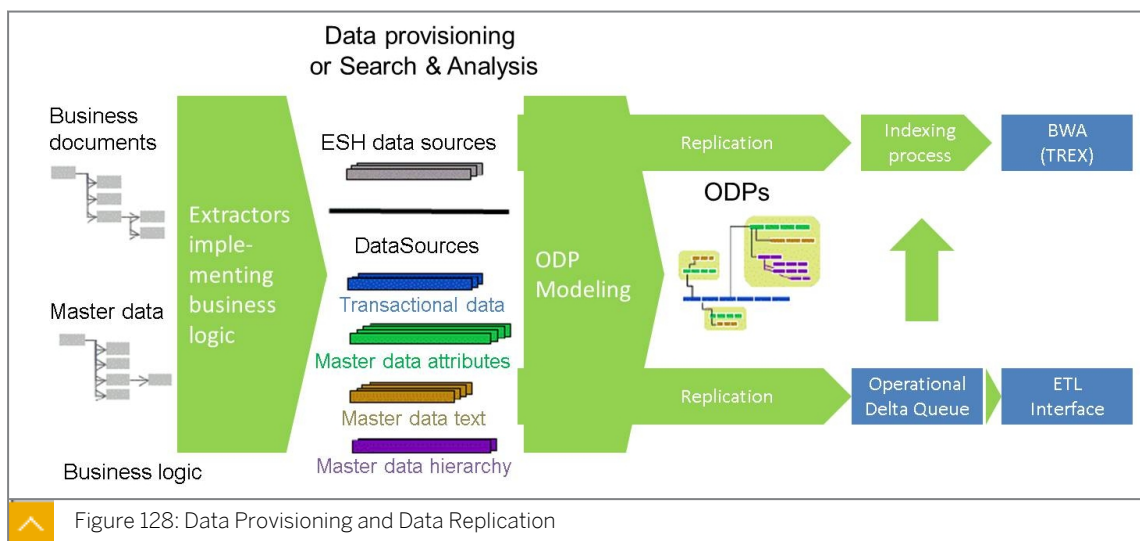 Data provisioning
or Search & Analysis
Business
documents
Master data
Business logic
Extractors
imple-
menting
business
logic
ESH data sources
DataSources
Transactional data
Master data attributes
Master data text
Master data hierarchy
ODP
Modeling
Replication
Indexing
process
BWA
(TREX)
ODPs
Replication
Operational
Delta Queue
ETL
Interface
Figure 128: Data Provisioning and Data Replication